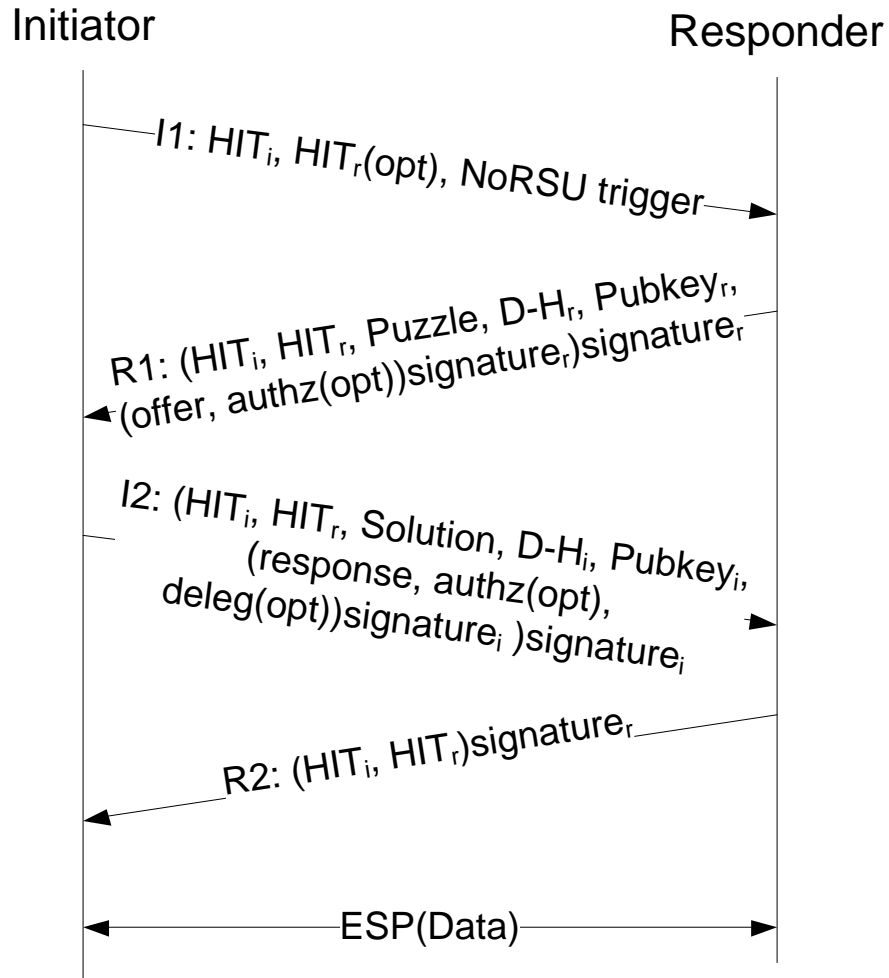 Initiator
Responder
I1: HITᵢ, HITᵣ(opt), NoRSU trigger
R1: (HITᵢ, HITᵣ, Puzzle, D-Hᵣ, Pubkeyᵣ,
(offer, authz(opt))signatureᵣ)signatureᵣ
I2: (HITᵢ, HITᵣ, Solution, D-Hᵢ, Pubkeyᵢ,
(response, authz(opt),
deleg(opt))signatureᵢ )signatureᵢ
R2: (HITᵢ, HITᵣ)signatureᵣ
ESP(Data)